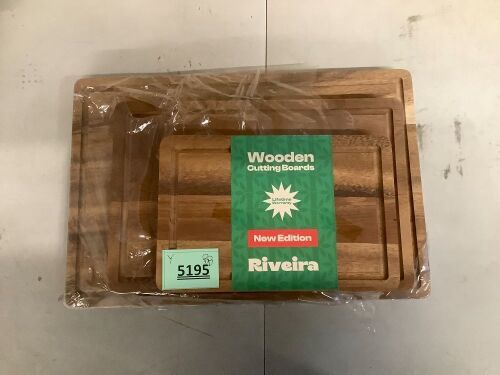 Wooden
Cutting Boards
Lifetime
Warranty
New Edition
Riveira
Y
5195